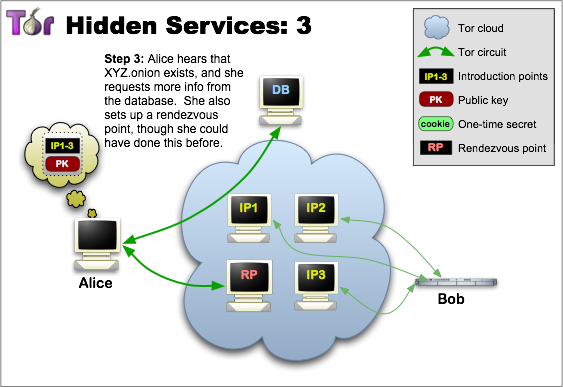 Tor Hidden Services: 3
Step 3: Alice hears that
XYZ.onion exists, and she
requests more info from
the database.  She also
sets up a rendezvous
point, though she could
have done this before.
Tor cloud
Tor circuit
IP1-3 Introduction points
PK Public key
cookie One-time secret
RP Rendezvous point
DB
IP1-3
PK
IP1
IP2
Alice
RP
IP3
Bob